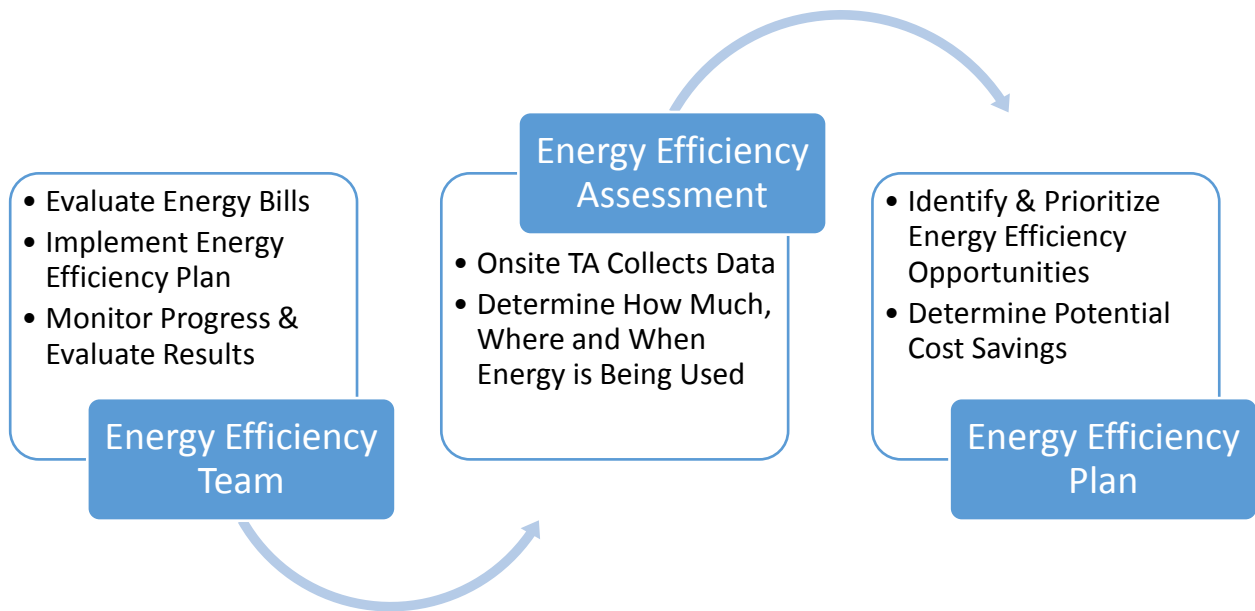 • Evaluate Energy Bills
• Implement Energy
Efficiency Plan
• Monitor Progress &
Evaluate Results
Energy Efficiency
Team
Energy Efficiency
Assessment
• Onsite TA Collects Data
• Determine How Much,
Where and When
Energy is Being Used
• Identify & Prioritize
Energy Efficiency
Opportunities
• Determine Potential
Cost Savings
Energy Efficiency
Plan